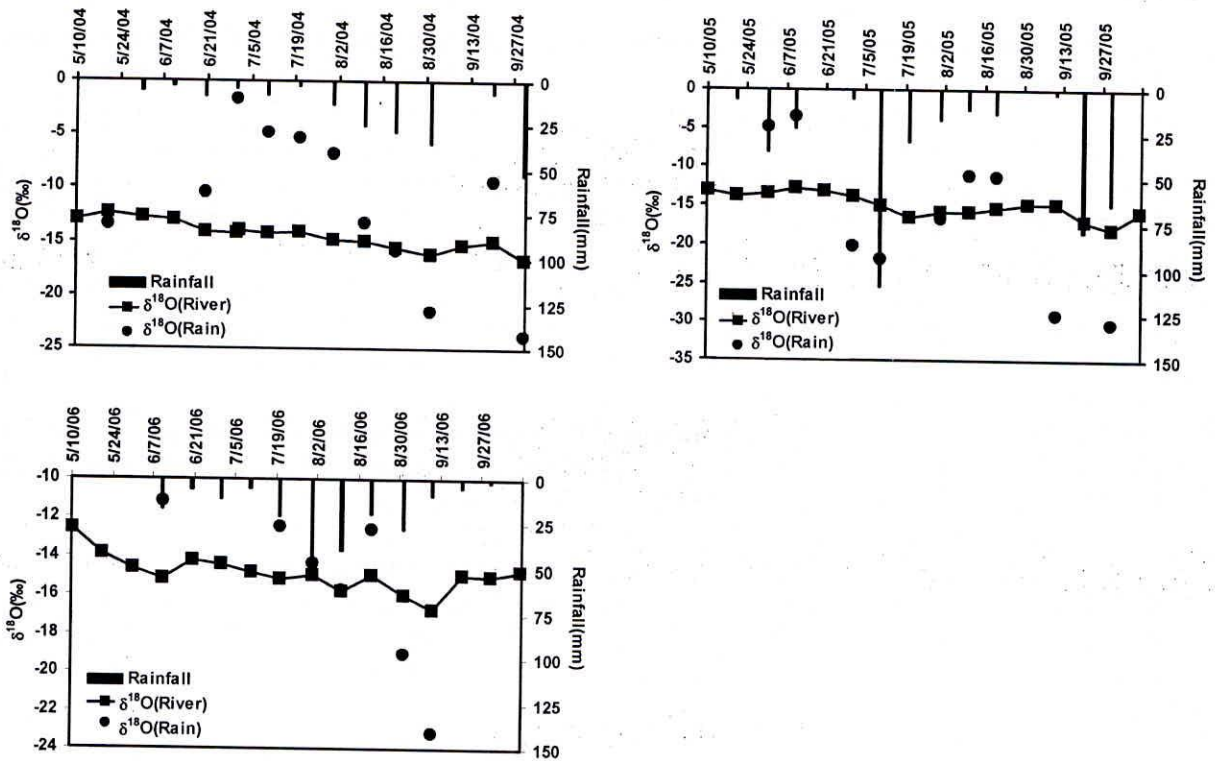 5/10/04 5/24/04 6/7/04 6/21/04 7/5/04 7/19/04 8/2/04 8/16/04 8/30/04 9/13/04 9/27/04
0
-5
-10
-15
-20
-25
δ¹⁸O(‰)
0
25
50
75
100
125
150
Rainfall(mm)
Rainfall
δ¹⁸O(River)
δ¹⁸O(Rain)
5/10/05 5/24/05 6/7/05 6/21/05 7/5/05 7/19/05 8/2/05 8/16/05 8/30/05 9/13/05 9/27/05
0
-5
-10
-15
-20
-25
-30
-35
δ¹⁸O(‰)
0
25
50
75
100
125
150
Rainfall(mm)
Rainfall
δ¹⁸O(River)
δ¹⁸O(Rain)
5/10/06 5/24/06 6/7/06 6/21/06 7/5/06 7/19/06 8/2/06 8/16/06 8/30/06 9/13/06 9/27/06
-10
-12
-14
-16
-18
-20
-22
-24
δ¹⁸O(‰)
0
25
50
75
100
125
150
Rainfall(mm)
Rainfall
δ¹⁸O(River)
δ¹⁸O(Rain)